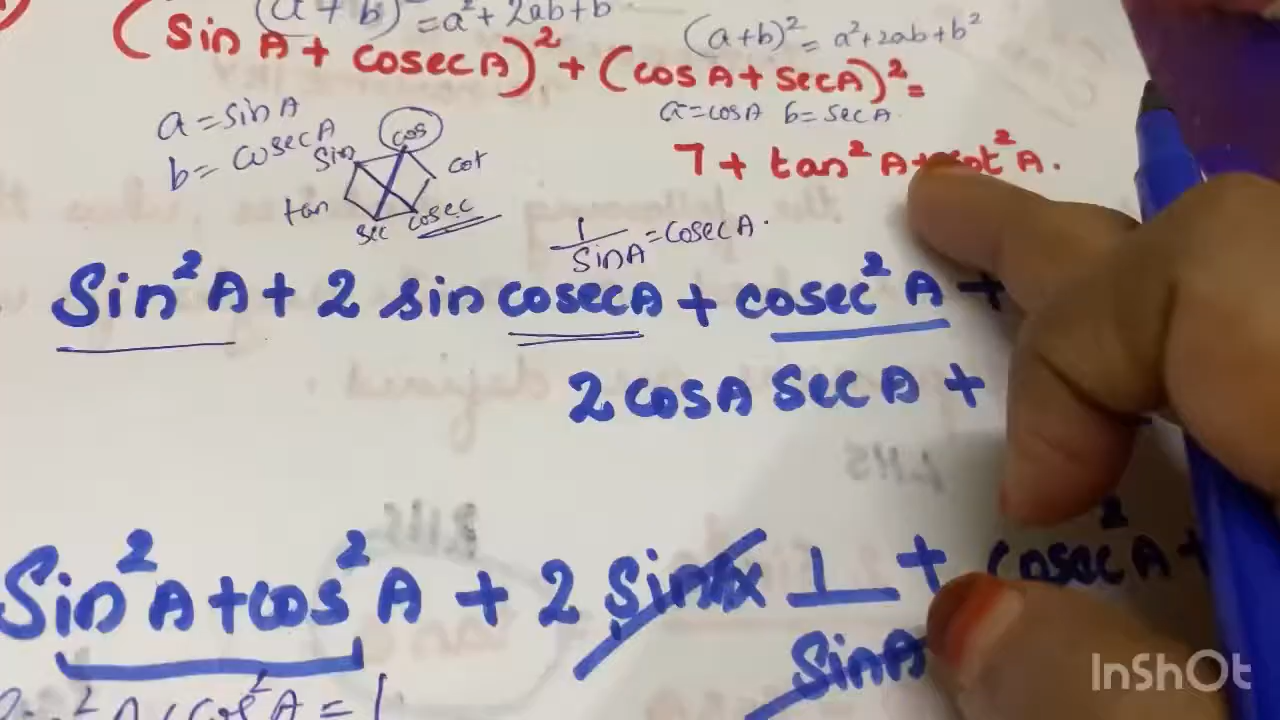 (a + b) = a² + 2ab + b
(a+b)² = a²+2ab+b²
(sin A + cosec A)² + (cos A + sec A)² =
a = sin A
b = cosec A
a = cos A b = sec A.
7 + tan² A + cot² A.
cos
sin
cot
tan
sec
cosec
1/sin A = cosec A.
Sin² A + 2 sin cosec A + cosec² A +
2 cos A sec A +
Sin² A + cos² A + 2 sin x 1/sin A + cosec² A +
² A + cos² A = 1
LHS
RHS
InShOt